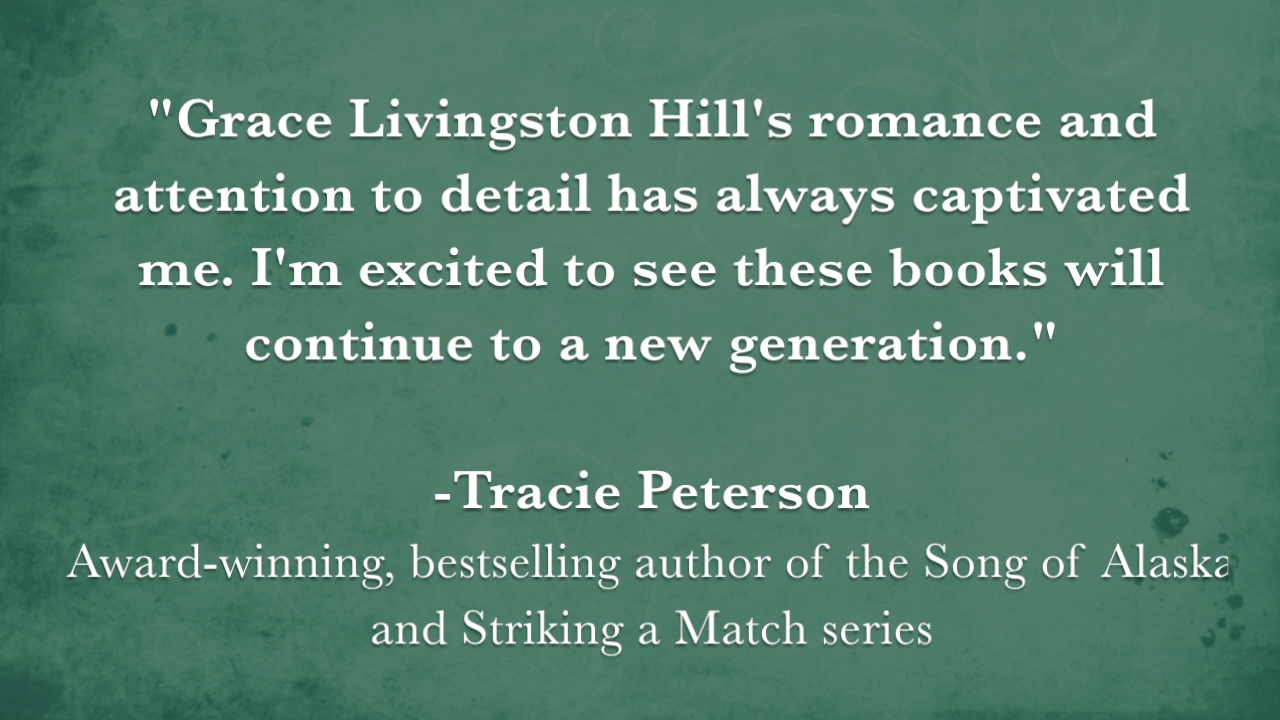 "Grace Livingston Hill's romance and
attention to detail has always captivated
me. I'm excited to see these books will
continue to a new generation."
-Tracie Peterson
Award-winning, bestselling author of the Song of Alaska
and Striking a Match series